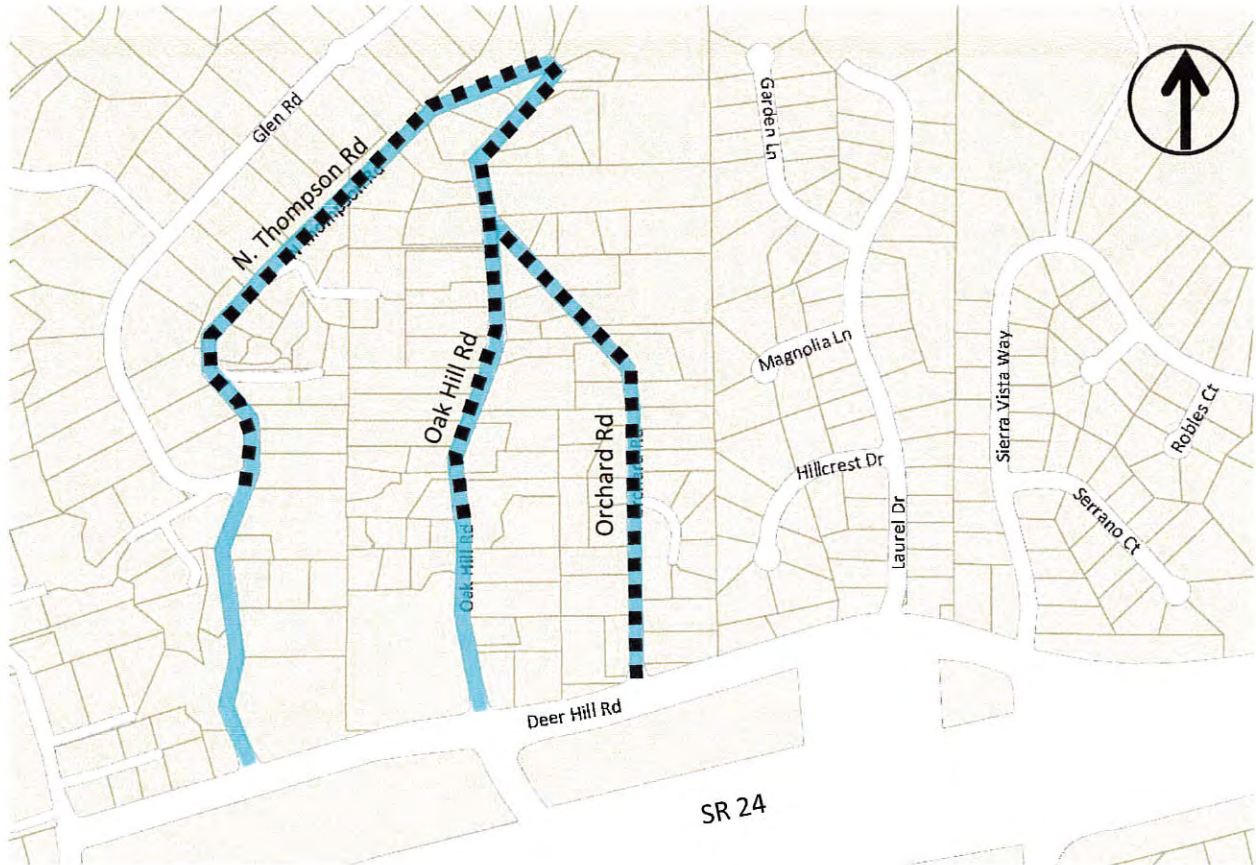 Glen Rd
N. Thompson Rd
Garden Ln
Oak Hill Rd
Magnolia Ln
Orchard Rd
Sierra Vista Way
Robles Ct
Hillcrest Dr
Serrano Ct
Laurel Dr
Oak Hill Rd
Deer Hill Rd
SR 24